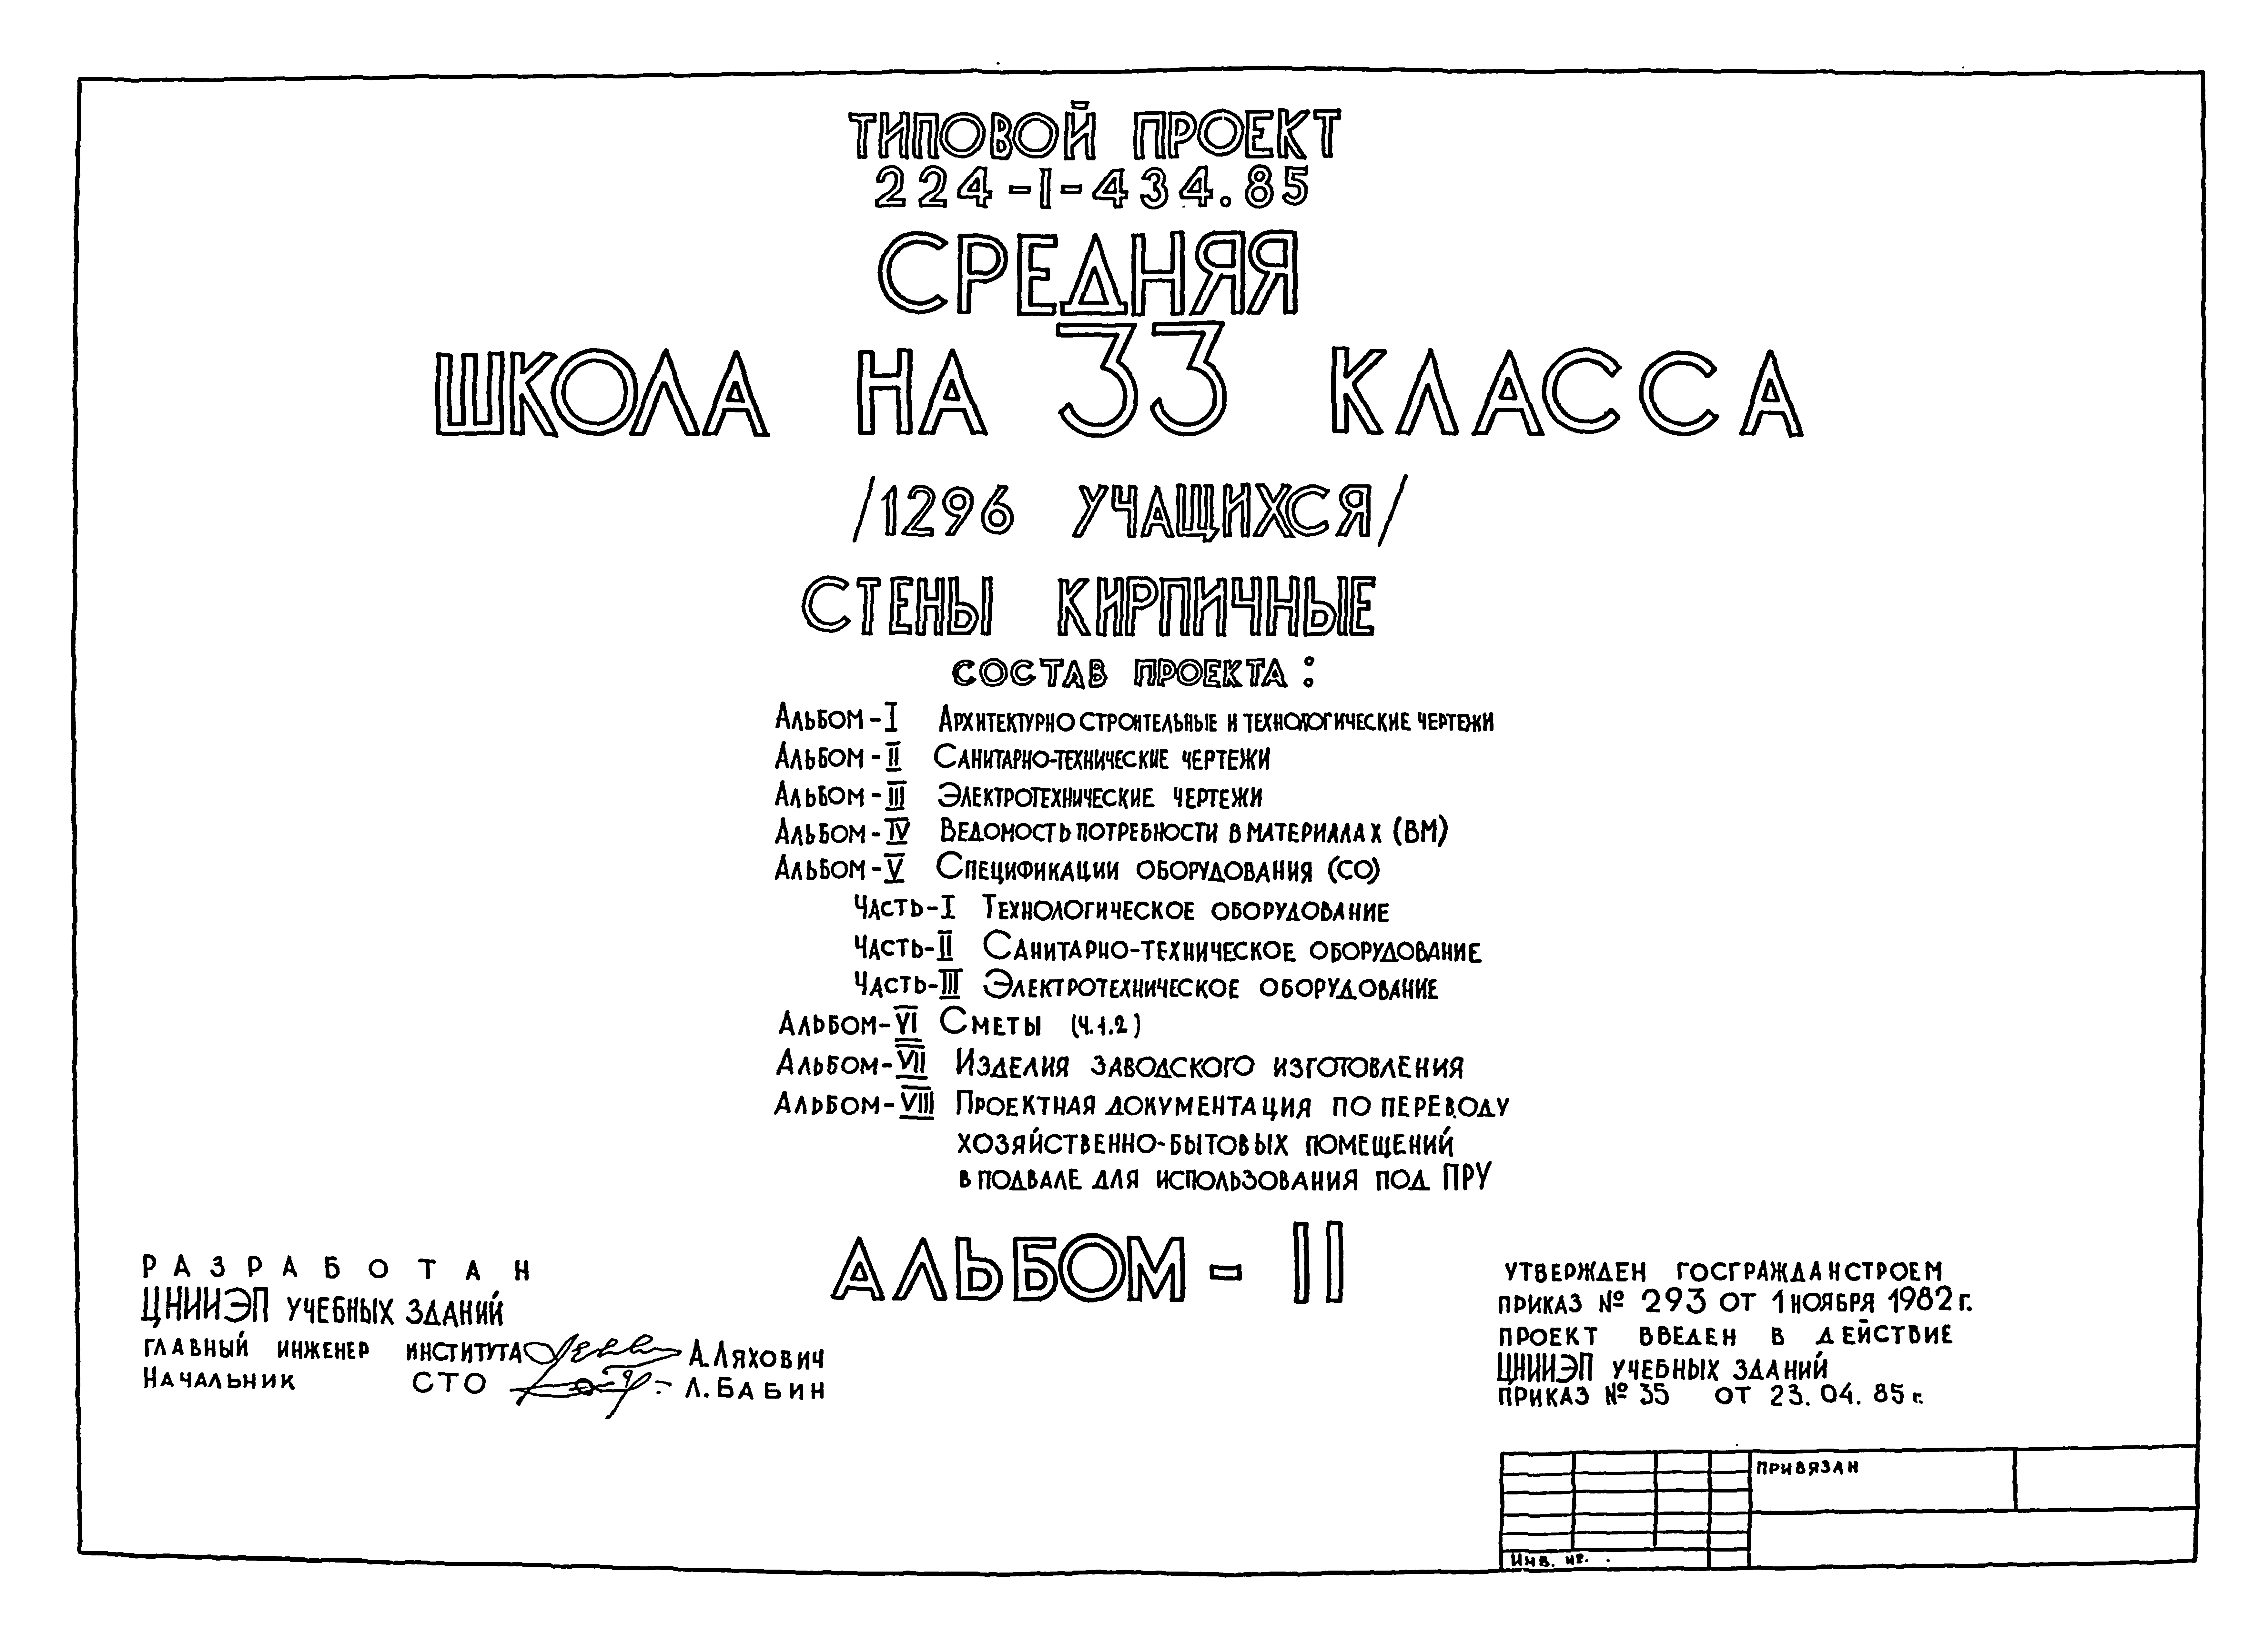 ТИПОВОЙ ПРОЕКТ
224-1-434.85
СРЕДНЯЯ
ШКОЛА НА 33 КЛАССА
/1296 УЧАЩИХСЯ/
СТЕНЫ КИРПИЧНЫЕ
СОСТАВ ПРОЕКТА:
АЛЬБОМ-I АРХИТЕКТУРНО СТРОИТЕЛЬНЫЕ И ТЕХНОЛОГИЧЕСКИЕ ЧЕРТЕЖИ
АЛЬБОМ-II САНИТАРНО-ТЕХНИЧЕСКИЕ ЧЕРТЕЖИ
АЛЬБОМ-III ЭЛЕКТРОТЕХНИЧЕСКИЕ ЧЕРТЕЖИ
АЛЬБОМ-IV ВЕДОМОСТЬ ПОТРЕБНОСТИ В МАТЕРИАЛАХ (ВМ)
АЛЬБОМ-V СПЕЦИФИКАЦИИ ОБОРУДОВАНИЯ (СО)
ЧАСТЬ-I ТЕХНОЛОГИЧЕСКОЕ ОБОРУДОВАНИЕ
ЧАСТЬ-II САНИТАРНО-ТЕХНИЧЕСКОЕ ОБОРУДОВАНИЕ
ЧАСТЬ-III ЭЛЕКТРОТЕХНИЧЕСКОЕ ОБОРУДОВАНИЕ
АЛЬБОМ-VI СМЕТЫ (Ч.1.2)
АЛЬБОМ-VII ИЗДЕЛИЯ ЗАВОДСКОГО ИЗГОТОВЛЕНИЯ
АЛЬБОМ-VIII ПРОЕКТНАЯ ДОКУМЕНТАЦИЯ ПО ПЕРЕВОДУ
ХОЗЯЙСТВЕННО-БЫТОВЫХ ПОМЕЩЕНИЙ
В ПОДВАЛЕ ДЛЯ ИСПОЛЬЗОВАНИЯ ПОД ПРУ
АЛЬБОМ-II
РАЗРАБОТАН
ЦНИИЭП УЧЕБНЫХ ЗДАНИЙ
ГЛАВНЫЙ ИНЖЕНЕР ИНСТИТУТА А.ЛЯХОВИЧ
НАЧАЛЬНИК СТО Л.БАБИН
УТВЕРЖДЕН ГОСГРАЖДАНСТРОЕМ
ПРИКАЗ № 293 ОТ 1 НОЯБРЯ 1982г.
ПРОЕКТ ВВЕДЕН В ДЕЙСТВИЕ
ЦНИИЭП УЧЕБНЫХ ЗДАНИЙ
ПРИКАЗ № 35 ОТ 23.04.85г.
ПРИВЯЗАН
ИНВ. №.